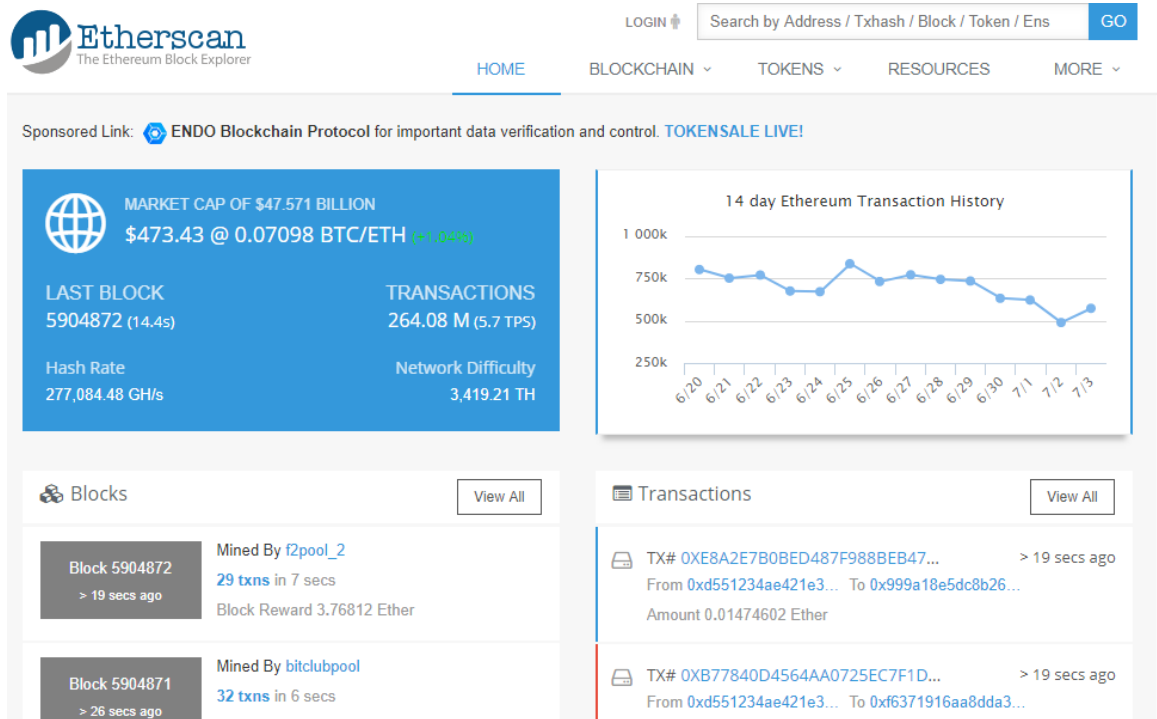 Etherscan
The Ethereum Block Explorer
LOGIN
Search by Address / Txhash / Block / Token / Ens
GO
HOME
BLOCKCHAIN
TOKENS
RESOURCES
MORE
Sponsored Link: ENDO Blockchain Protocol for important data verification and control. TOKENSALE LIVE!
MARKET CAP OF $47.571 BILLION
$473.43 @ 0.07098 BTC/ETH (+1.04%)
LAST BLOCK
5904872 (14.4s)
TRANSACTIONS
264.08 M (5.7 TPS)
Hash Rate
277,084.48 GH/s
Network Difficulty
3,419.21 TH
14 day Ethereum Transaction History
1 000k
750k
500k
250k
6/20 6/21 6/22 6/23 6/24 6/25 6/26 6/27 6/28 6/29 6/30 7/1 7/2 7/3
Blocks
View All
Block 5904872
> 19 secs ago
Mined By f2pool_2
29 txns in 7 secs
Block Reward 3.76812 Ether
Block 5904871
> 26 secs ago
Mined By bitclubpool
32 txns in 6 secs
Transactions
View All
TX# 0XE8A2E7B0BED487F988BEB47... > 19 secs ago
From 0xd551234ae421e3... To 0x999a18e5dc8b26...
Amount 0.01474602 Ether
TX# 0XB77840D4564AA0725EC7F1D... > 19 secs ago
From 0xd551234ae421e3... To 0xf6371916aa8dda3...